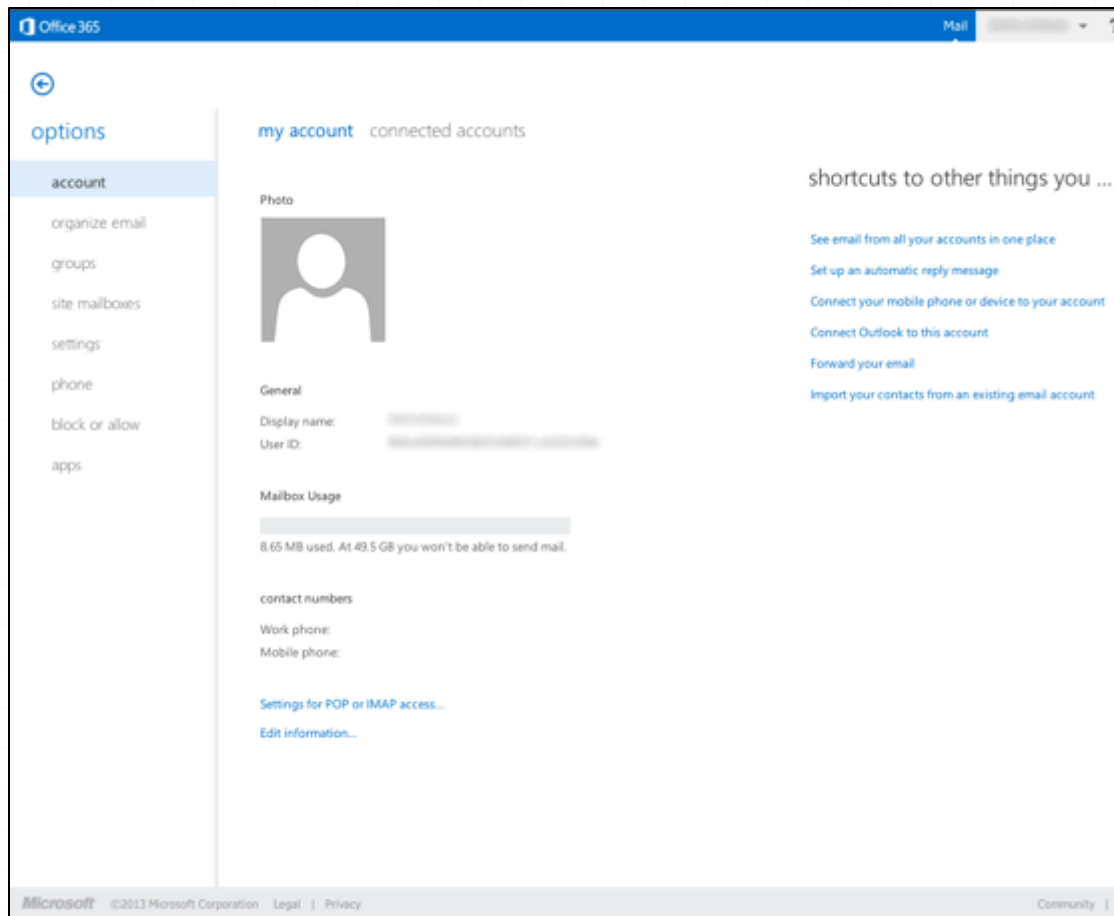 Office 365
Mail
?
options
my account connected accounts
account
organize email
groups
site mailboxes
settings
phone
block or allow
apps
Photo
General
Display name:
User ID:
Mailbox Usage
8.65 MB used. At 49.5 GB you won't be able to send mail.
contact numbers
Work phone:
Mobile phone:
Settings for POP or IMAP access...
Edit information...
shortcuts to other things you ...
See email from all your accounts in one place
Set up an automatic reply message
Connect your mobile phone or device to your account
Connect Outlook to this account
Forward your email
Import your contacts from an existing email account
Microsoft ©2013 Microsoft Corporation Legal | Privacy Community |